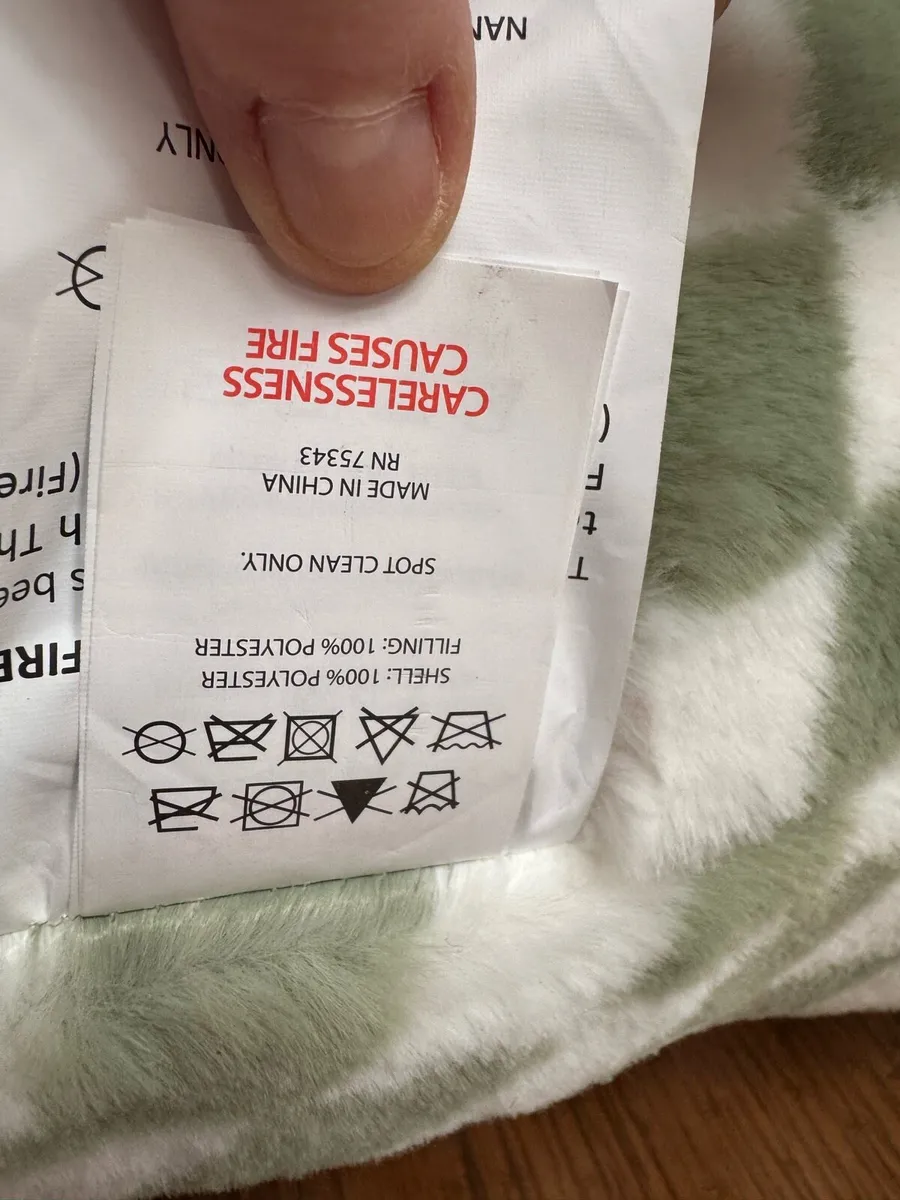 SHELL: 100% POLYESTER
FILLING: 100% POLYESTER
SPOT CLEAN ONLY.
MADE IN CHINA
RN 75343
CARELESSNESS
CAUSES FIRE
FIRE
(Fire